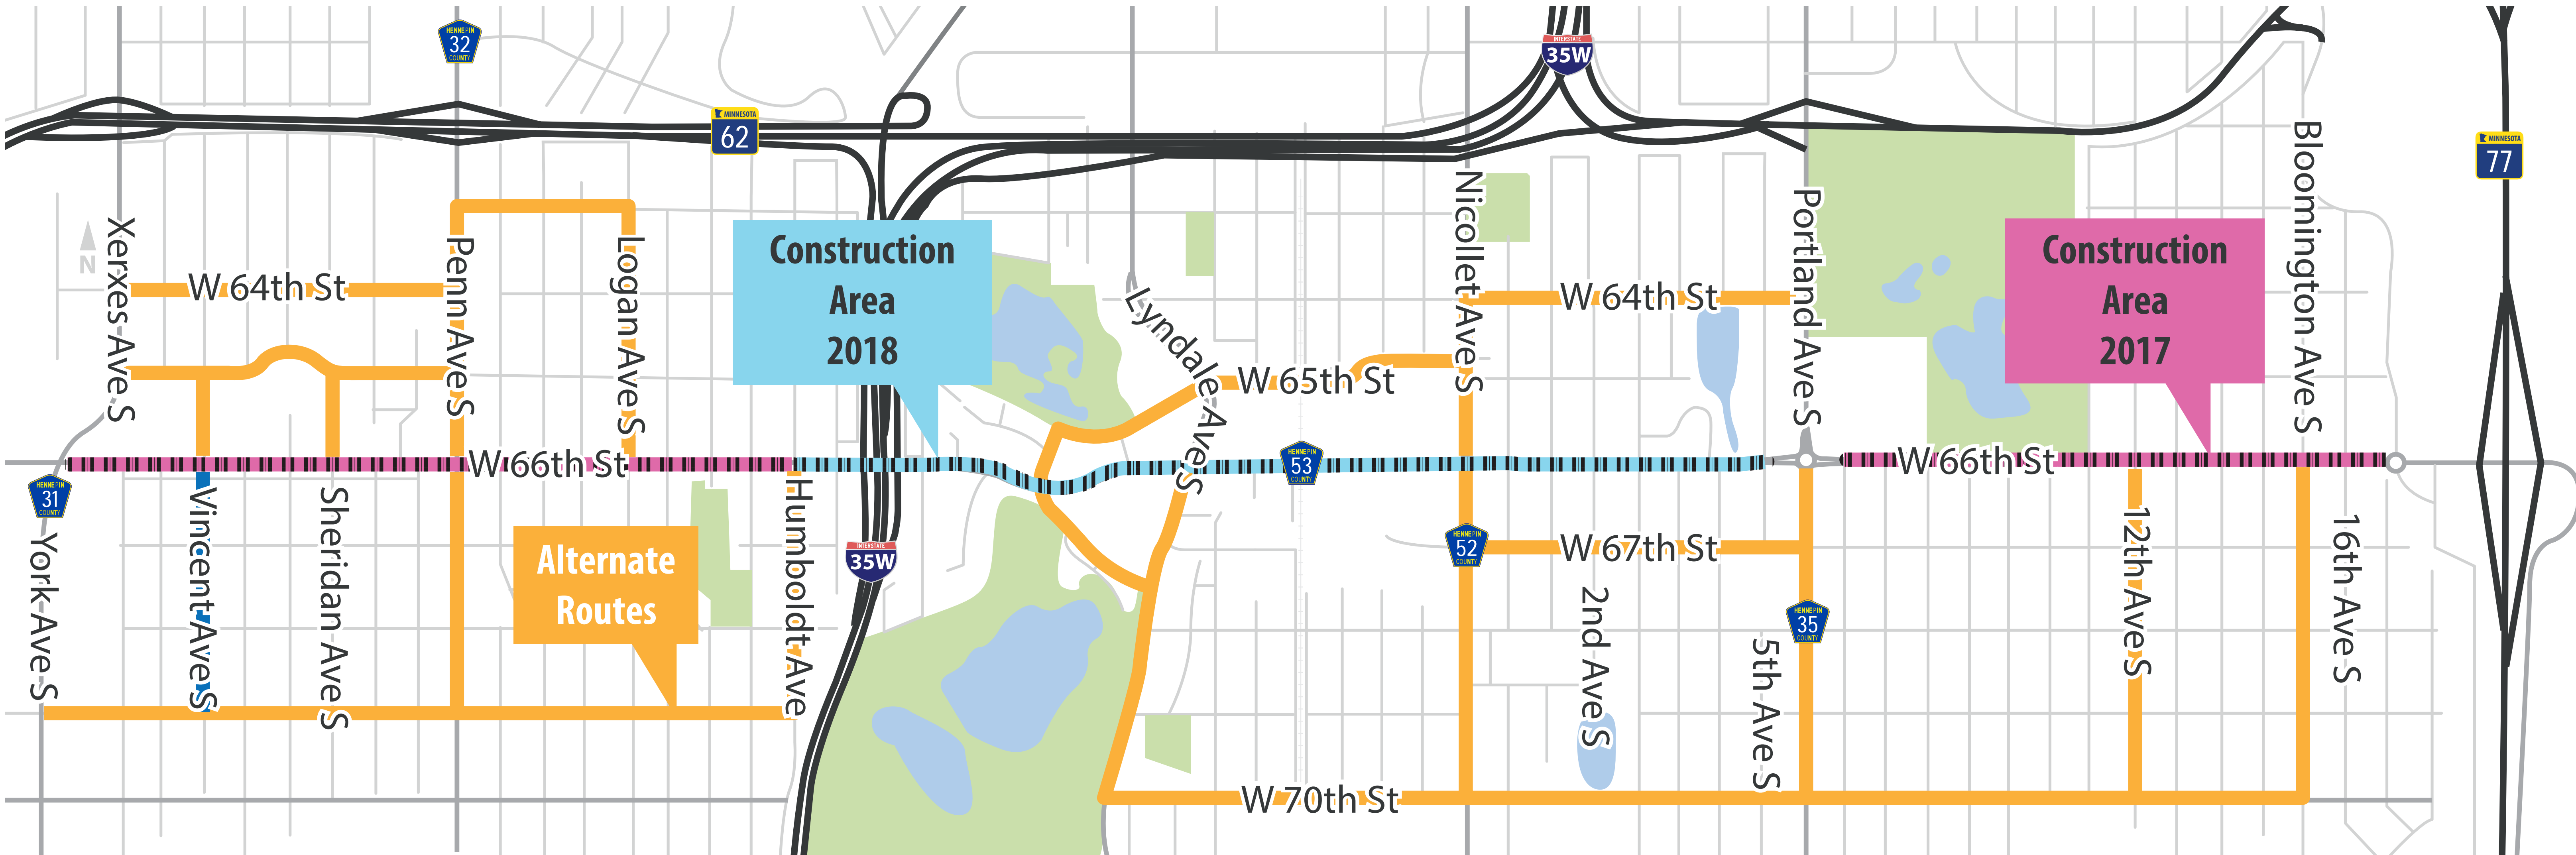 HENNEPIN
32
COUNTY
INTERSTATE
35W
MINNESOTA
62
MINNESOTA
77
N
Xerxes Ave S
W 64th St
Penn Ave S
Logan Ave S
Construction
Area
2018
Lyndale Ave S
W 65th St
Nicollet Ave S
W 64th St
Portland Ave S
Construction
Area
2017
Bloomington Ave S
W 66th St
HENNEPIN
53
COUNTY
W 66th St
HENNEPIN
31
COUNTY
York Ave S
Vincent Ave S
Sheridan Ave S
Alternate
Routes
Humboldt Ave
INTERSTATE
35W
HENNEPIN
52
COUNTY
W 67th St
2nd Ave S
5th Ave S
HENNEPIN
35
COUNTY
12th Ave S
16th Ave S
W 70th St